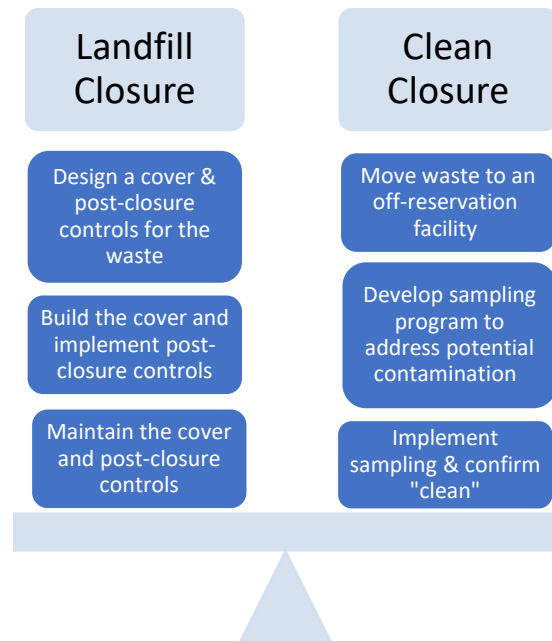 Landfill
Closure
Design a cover &
post-closure
controls for the
waste
Build the cover and
implement post-
closure controls
Maintain the cover
and post-closure
controls
Clean
Closure
Move waste to an
off-reservation
facility
Develop sampling
program to
address potential
contamination
Implement
sampling & confirm
"clean"